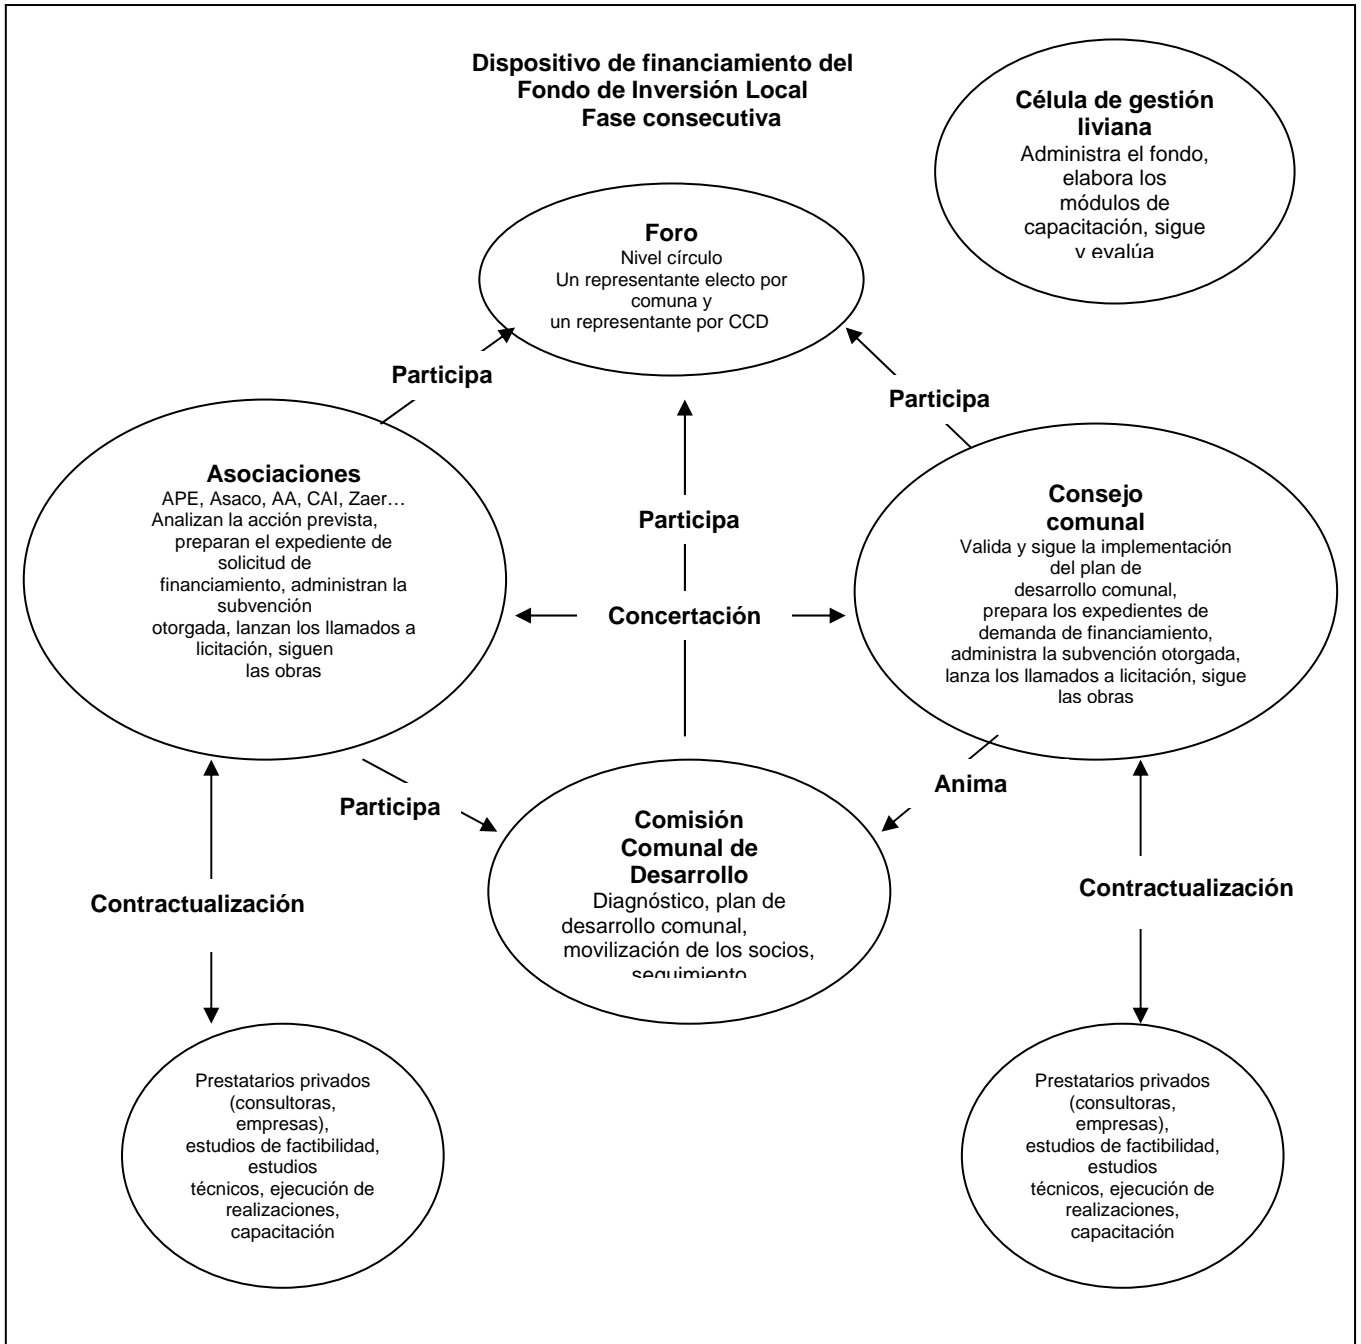 Dispositivo de financiamiento del
Fondo de Inversión Local
Fase consecutiva
Célula de gestión
liviana
Administra el fondo,
elabora los
módulos de
capacitación, sigue
y evalúa
Foro
Nivel círculo
Un representante electo por
comuna y
un representante por CCD
Participa
Participa
Asociaciones
APE, Asaco, AA, CAI, Zaer…
Analizan la acción prevista,
preparan el expediente de
solicitud de
financiamiento, administran la
subvención
otorgada, lanzan los llamados a
licitación, siguen
las obras
Participa
Concertación
Consejo
comunal
Valida y sigue la implementación
del plan de
desarrollo comunal,
prepara los expedientes de
demanda de financiamiento,
administra la subvención otorgada,
lanza los llamados a licitación, sigue
las obras
Participa
Anima
Comisión
Comunal de
Desarrollo
Diagnóstico, plan de
desarrollo comunal,
movilización de los socios,
seguimiento
Contractualización
Contractualización
Prestatarios privados
(consultoras,
empresas),
estudios de factibilidad,
estudios
técnicos, ejecución de
realizaciones,
capacitación
Prestatarios privados
(consultoras,
empresas),
estudios de factibilidad,
estudios
técnicos, ejecución de
realizaciones,
capacitación